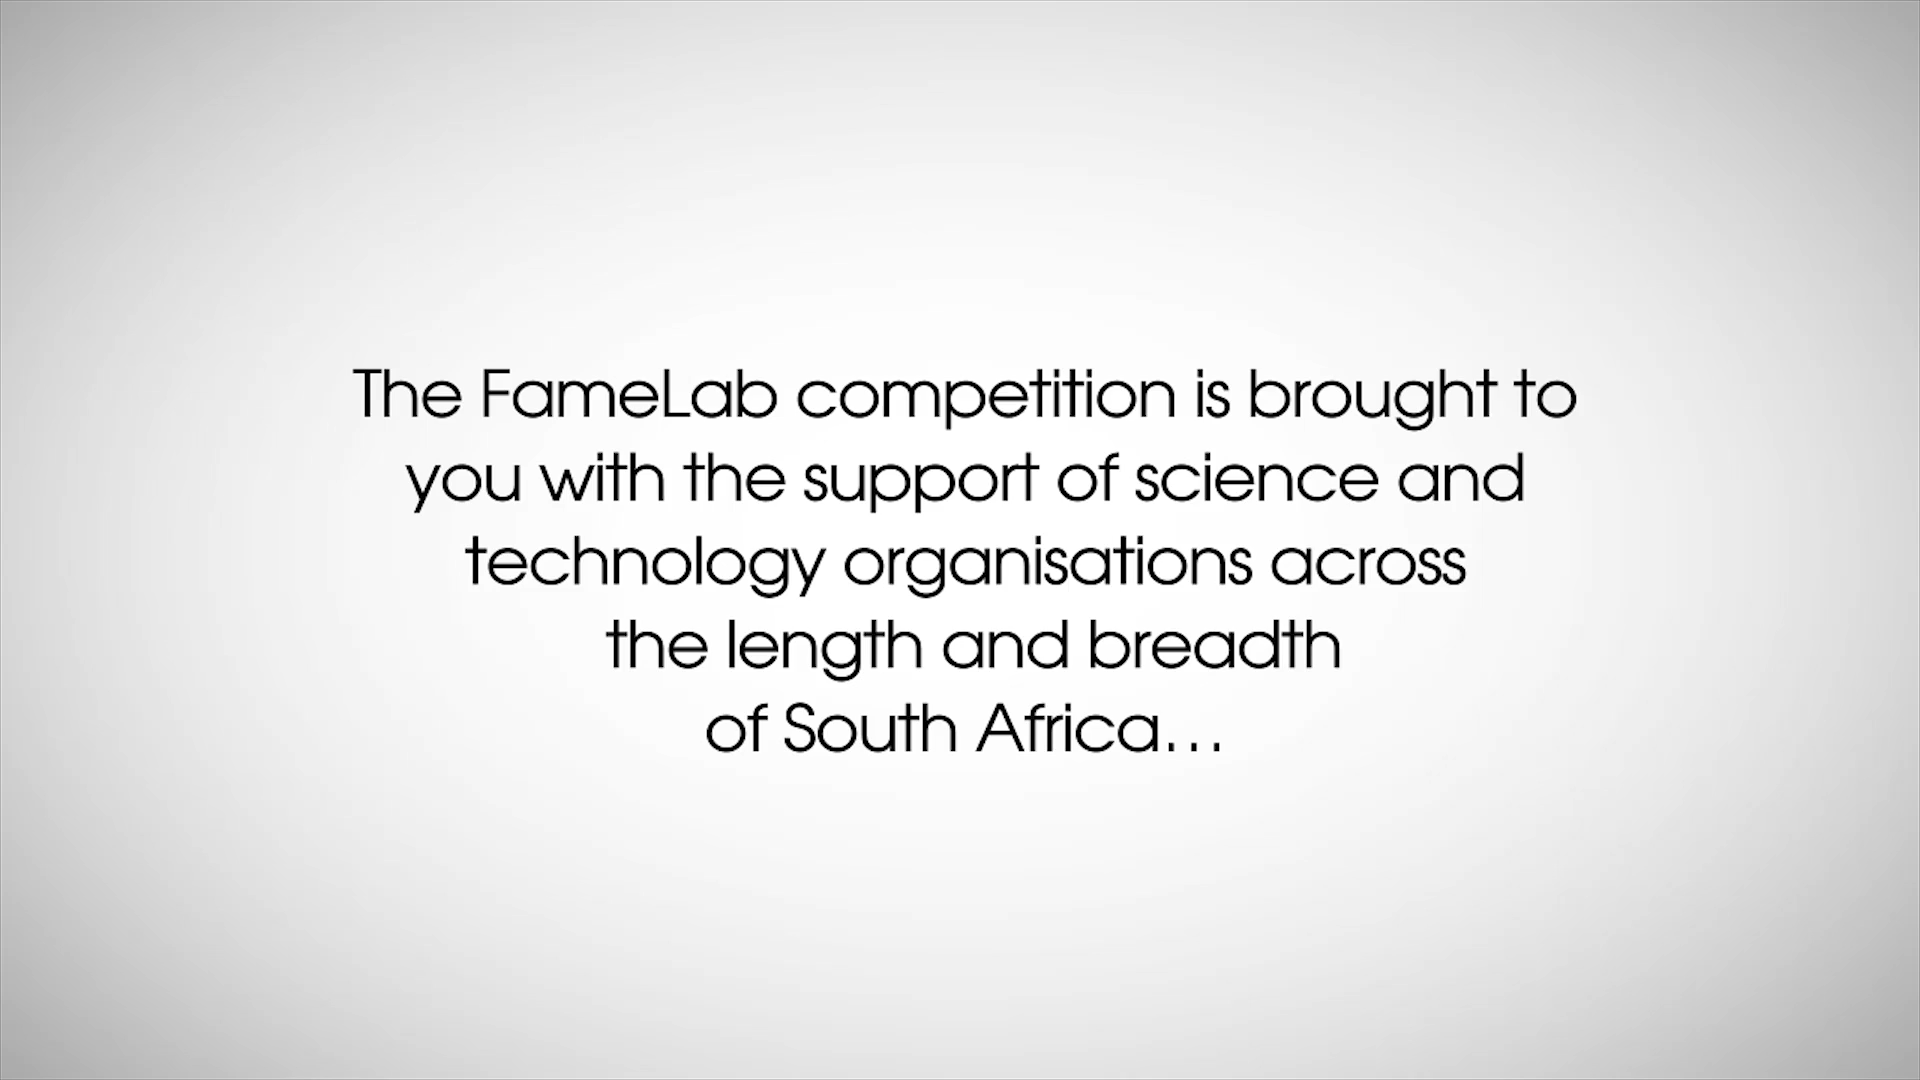 The FameLab competition is brought to
you with the support of science and
technology organisations across
the length and breadth
of South Africa...